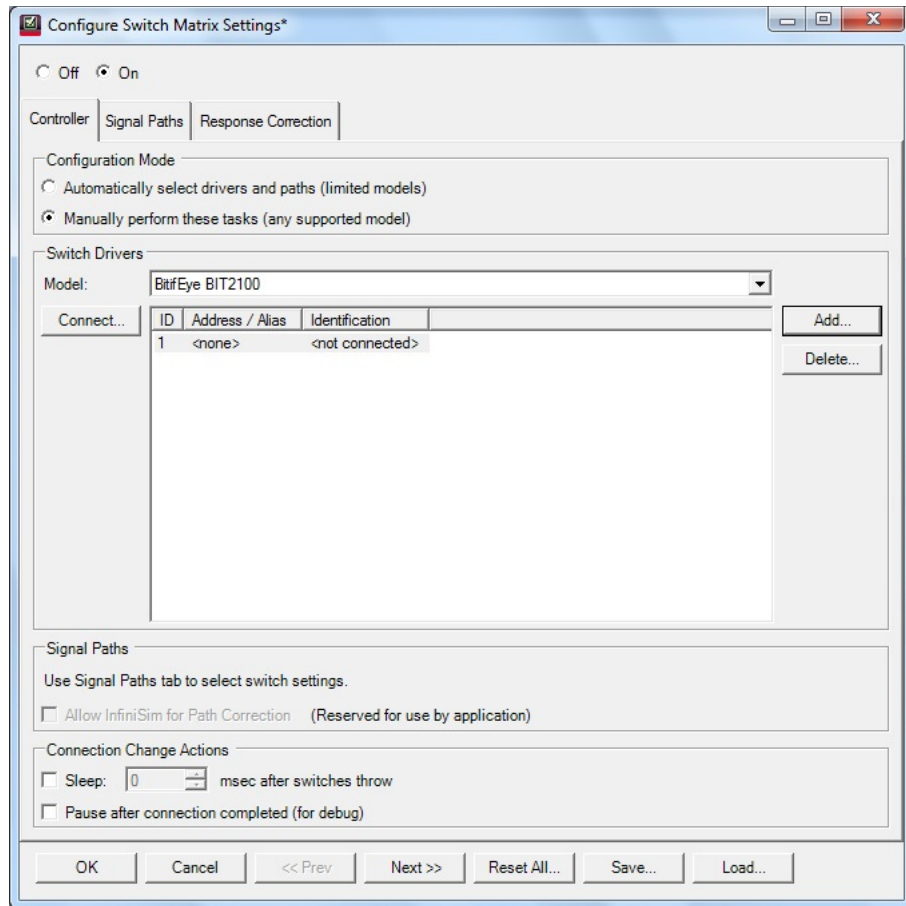 Configure Switch Matrix Settings*
Off On
Controller Signal Paths Response Correction
Configuration Mode
Automatically select drivers and paths (limited models)
Manually perform these tasks (any supported model)
Switch Drivers
Model: BitifEye BIT2100
Connect... ID Address / Alias Identification Add...
1 <none> <not connected>
Delete...
Signal Paths
Use Signal Paths tab to select switch settings.
Allow InfiniSim for Path Correction (Reserved for use by application)
Connection Change Actions
Sleep: 0 msec after switches throw
Pause after connection completed (for debug)
OK Cancel << Prev Next >> Reset All... Save... Load...